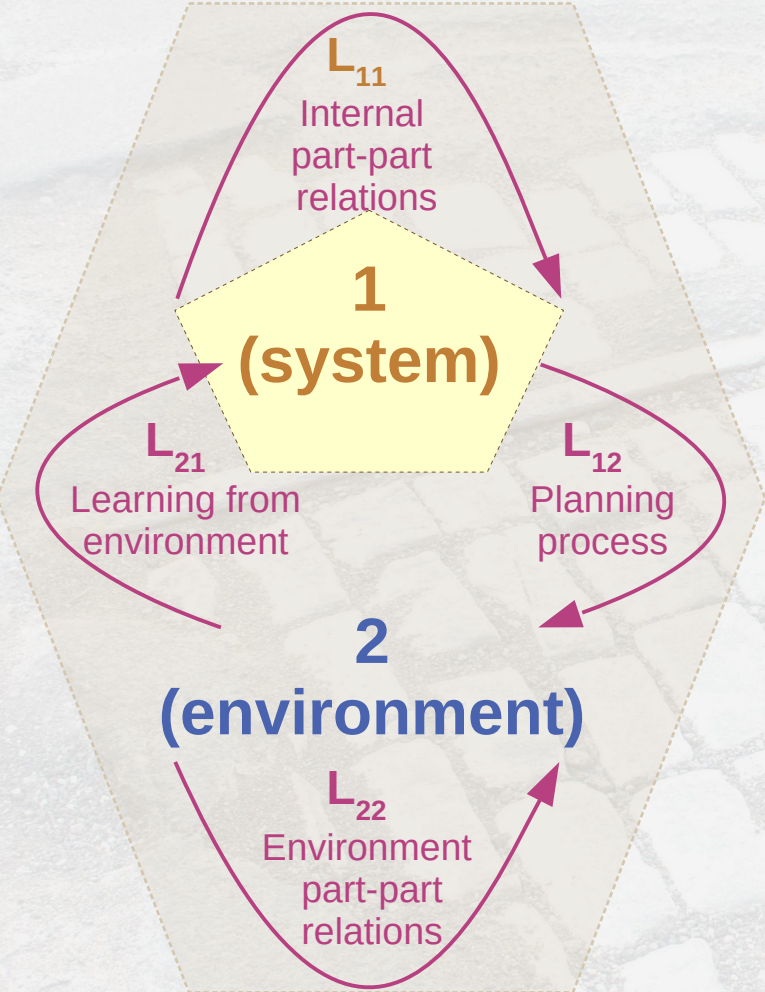 L11
Internal
part-part
relations
1
(system)
L21
Learning from
environment
L12
Planning
process
2
(environment)
L22
Environment
part-part
relations